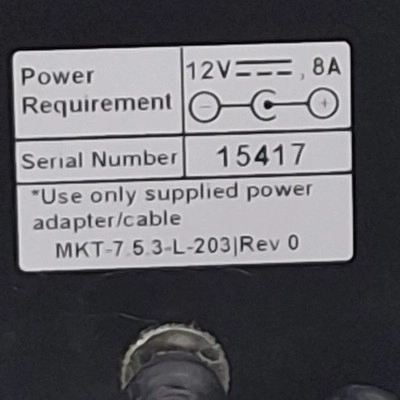 Power Requirement
12V⎓, 8A
Serial Number
15417
*Use only supplied power
adapter/cable
MKT-7.5.3-L-203|Rev 0